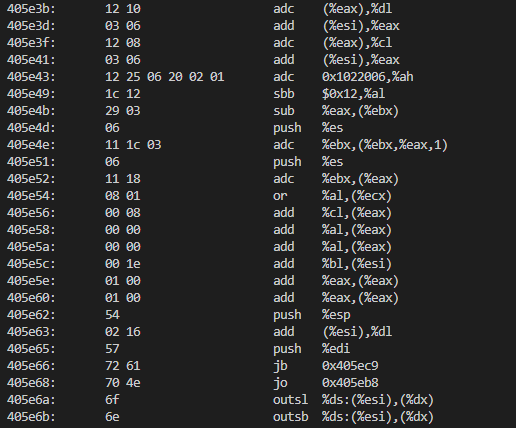 405e3b: 12 10 adc (%eax),%dl
405e3d: 03 06 add (%esi),%eax
405e3f: 12 08 adc (%eax),%cl
405e41: 03 06 add (%esi),%eax
405e43: 12 25 06 20 02 01 adc 0x1022006,%ah
405e49: 1c 12 sbb $0x12,%al
405e4b: 29 03 sub %eax,(%ebx)
405e4d: 06 push %es
405e4e: 11 1c 03 adc %ebx,(%ebx,%eax,1)
405e51: 06 push %es
405e52: 11 18 adc %ebx,(%eax)
405e54: 08 01 or %al,(%ecx)
405e56: 00 08 add %cl,(%eax)
405e58: 00 00 add %al,(%eax)
405e5a: 00 00 add %al,(%eax)
405e5c: 00 1e add %bl,(%esi)
405e5e: 01 00 add %eax,(%eax)
405e60: 01 00 add %eax,(%eax)
405e62: 54 push %esp
405e63: 02 16 add (%esi),%dl
405e65: 57 push %edi
405e66: 72 61 jb 0x405ec9
405e68: 70 4e jo 0x405eb8
405e6a: 6f outsl %ds:(%esi),(%dx)
405e6b: 6e outsb %ds:(%esi),(%dx)